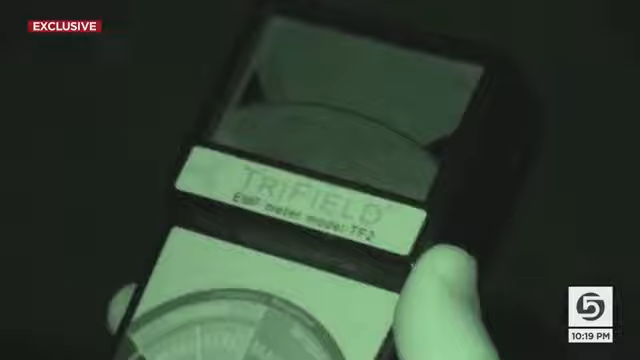 EXCLUSIVE
TRIFIELD
EMF meter model TF2
5
10:19 PM